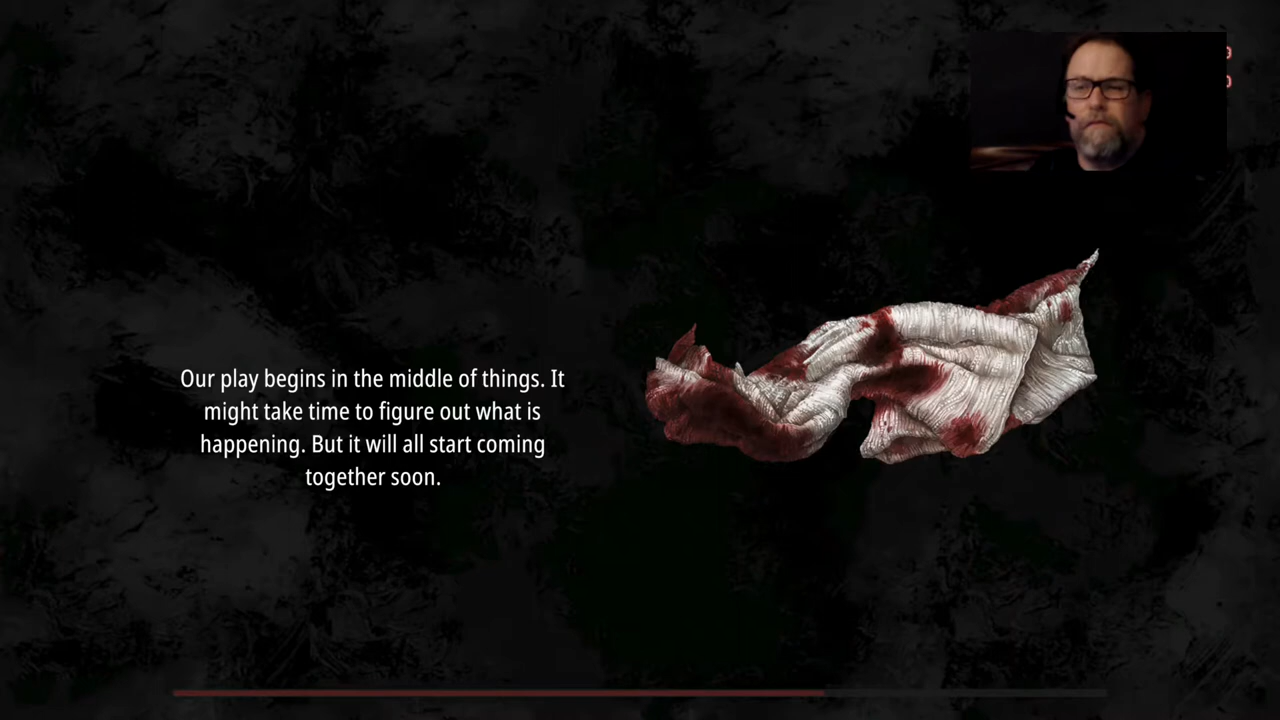 Our play begins in the middle of things. It
might take time to figure out what is
happening. But it will all start coming
together soon.